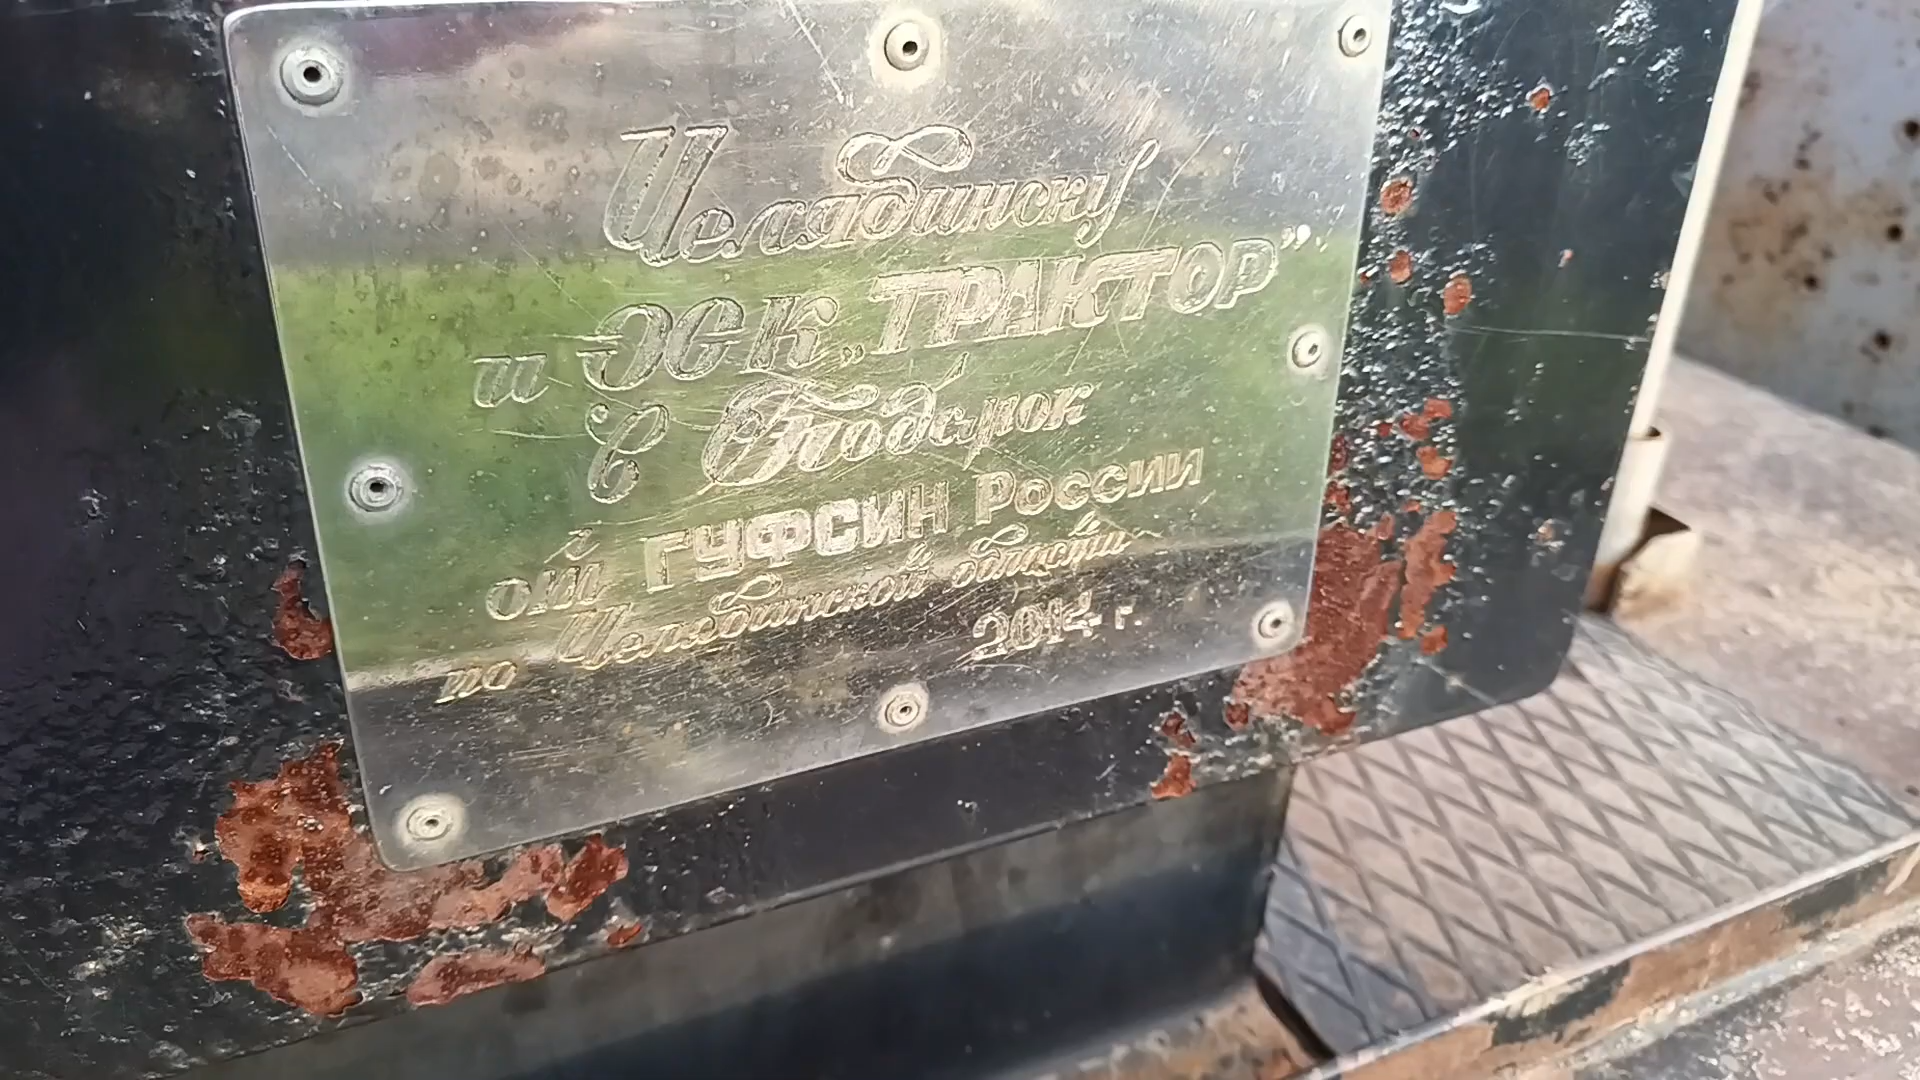 Челябинску
и ЭСК „ТРАКТОР”
в Подарок
от ГУФСИН России
по Челябинской области
2014 г.